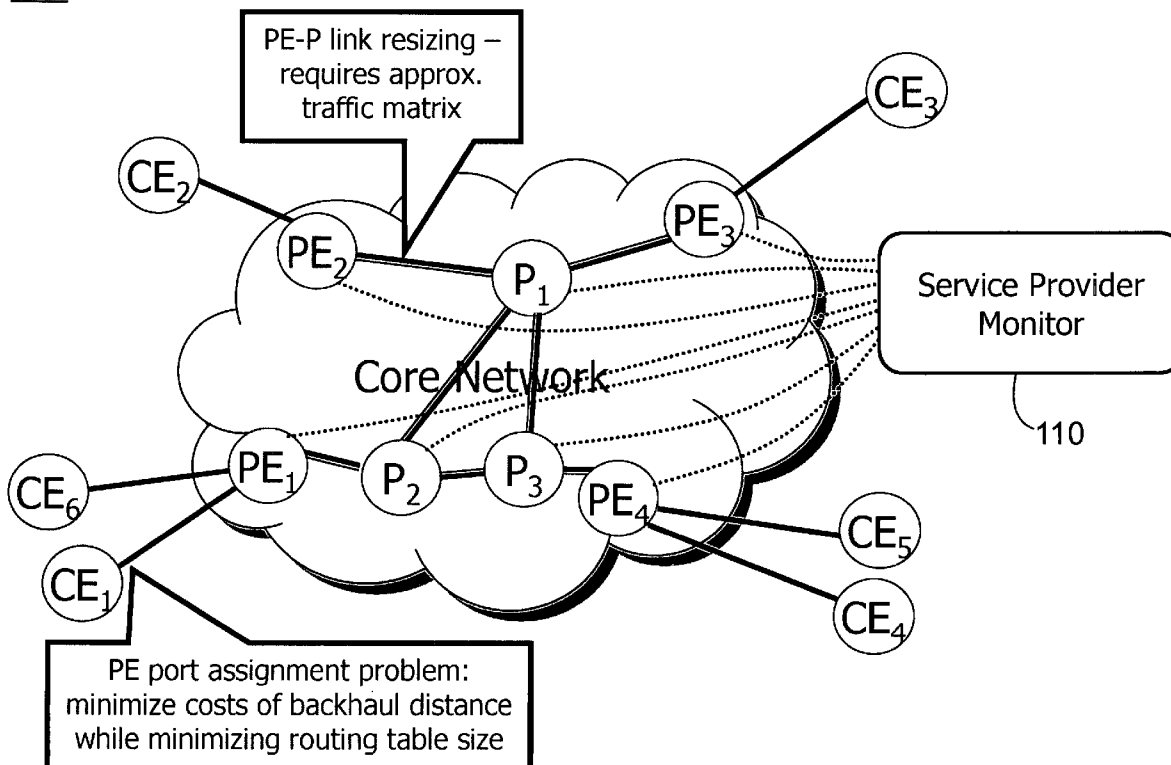 PE-P link resizing –
requires approx.
traffic matrix
CE3
CE2
PE3
PE2
P1
Service Provider
Monitor
Core Network
110
PE1
P2
P3
CE6
PE4
CE5
CE1
CE4
PE port assignment problem:
minimize costs of backhaul distance
while minimizing routing table size